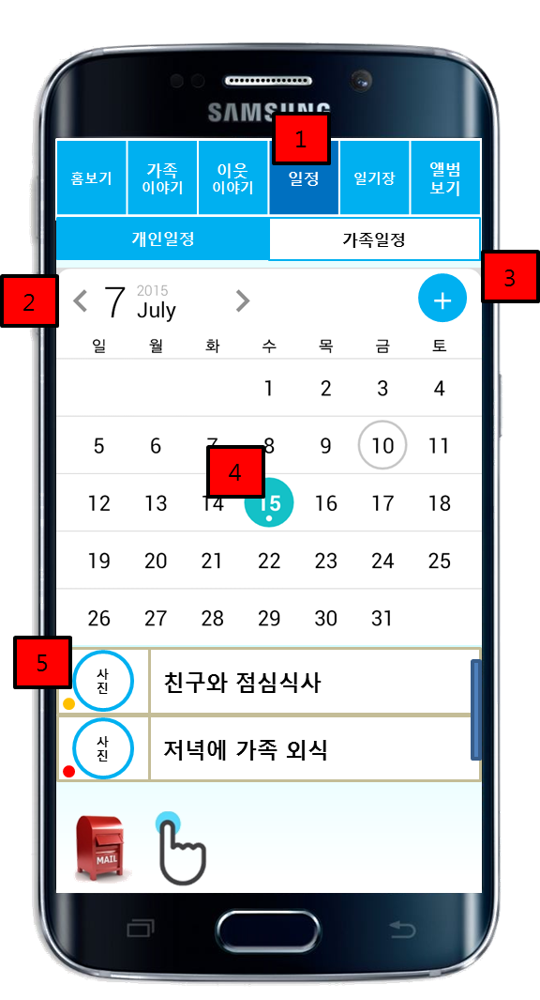 SAMSUNG
1
홈보기
가족
이야기
이웃
이야기
일정
일기장
앨범
보기
개인일정
가족일정
3
2
7
2015
July
+
일 월 화 수 목 금 토
1 2 3 4
5 6 7 8 9 10 11
4
12 13 14 15 16 17 18
19 20 21 22 23 24 25
26 27 28 29 30 31
5
사
진
친구와 점심식사
사
진
저녁에 가족 외식
MAIL